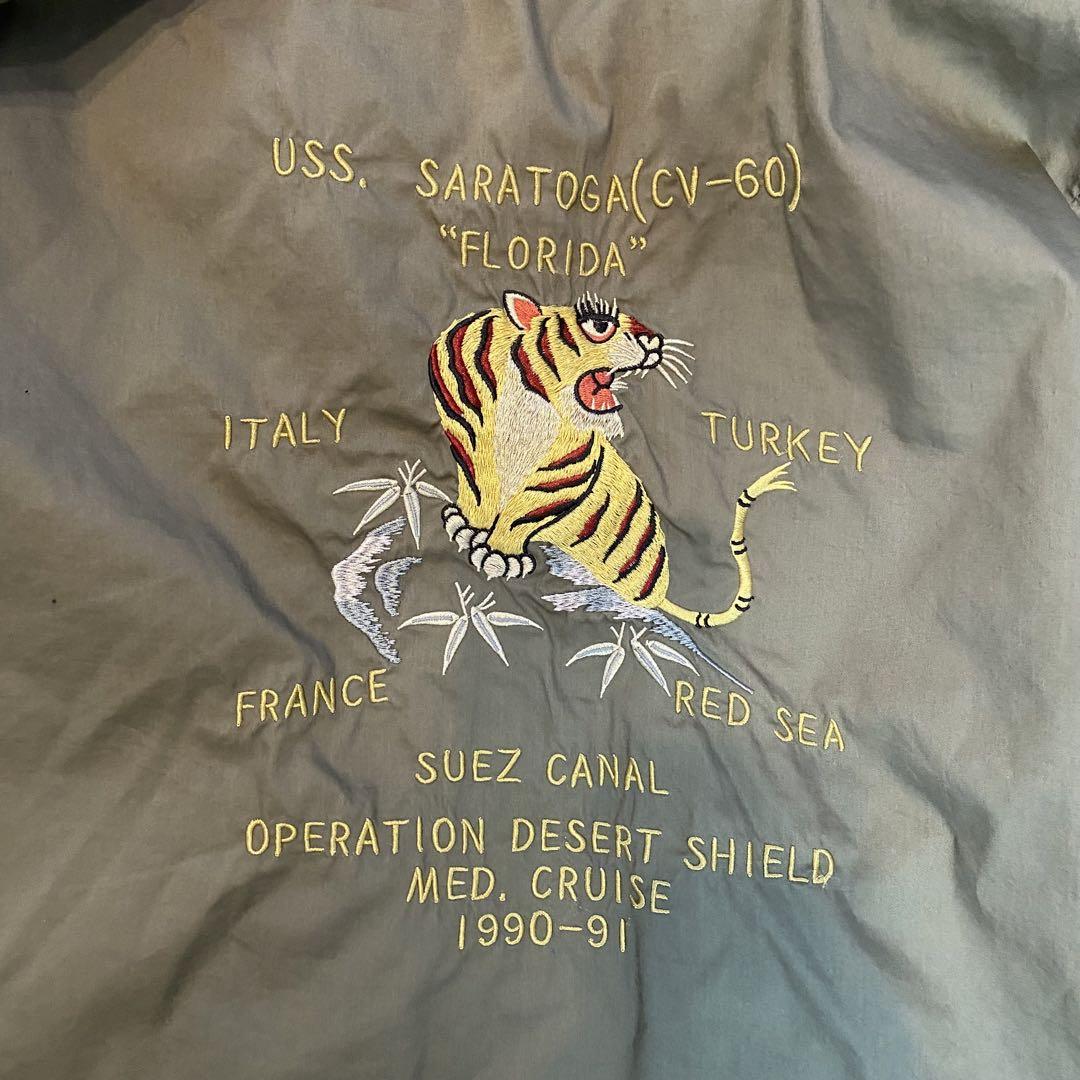 USS. SARATOGA(CV-60)
"FLORIDA"
ITALY
TURKEY
FRANCE
RED SEA
SUEZ CANAL
OPERATION DESERT SHIELD
MED. CRUISE
1990-91